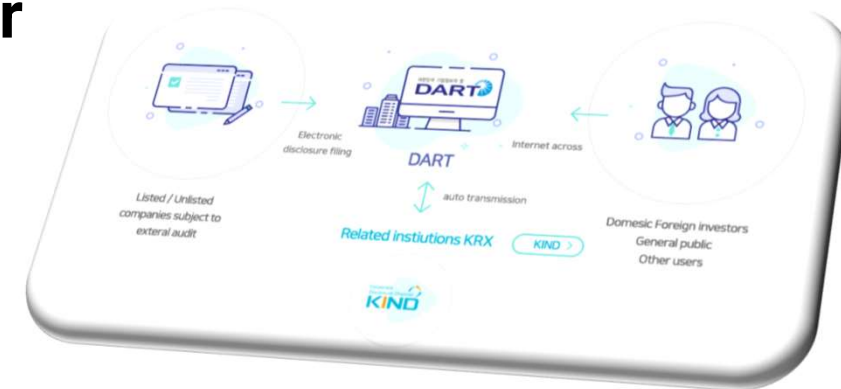 r
DART
Electronic
disclosure filing
DART
Internet across
auto transmission
Listed / Unlisted
companies subject to
exteral audit
Related instiutions KRX
KIND >
Domesic Foreign investors
General public
Other users
KIND